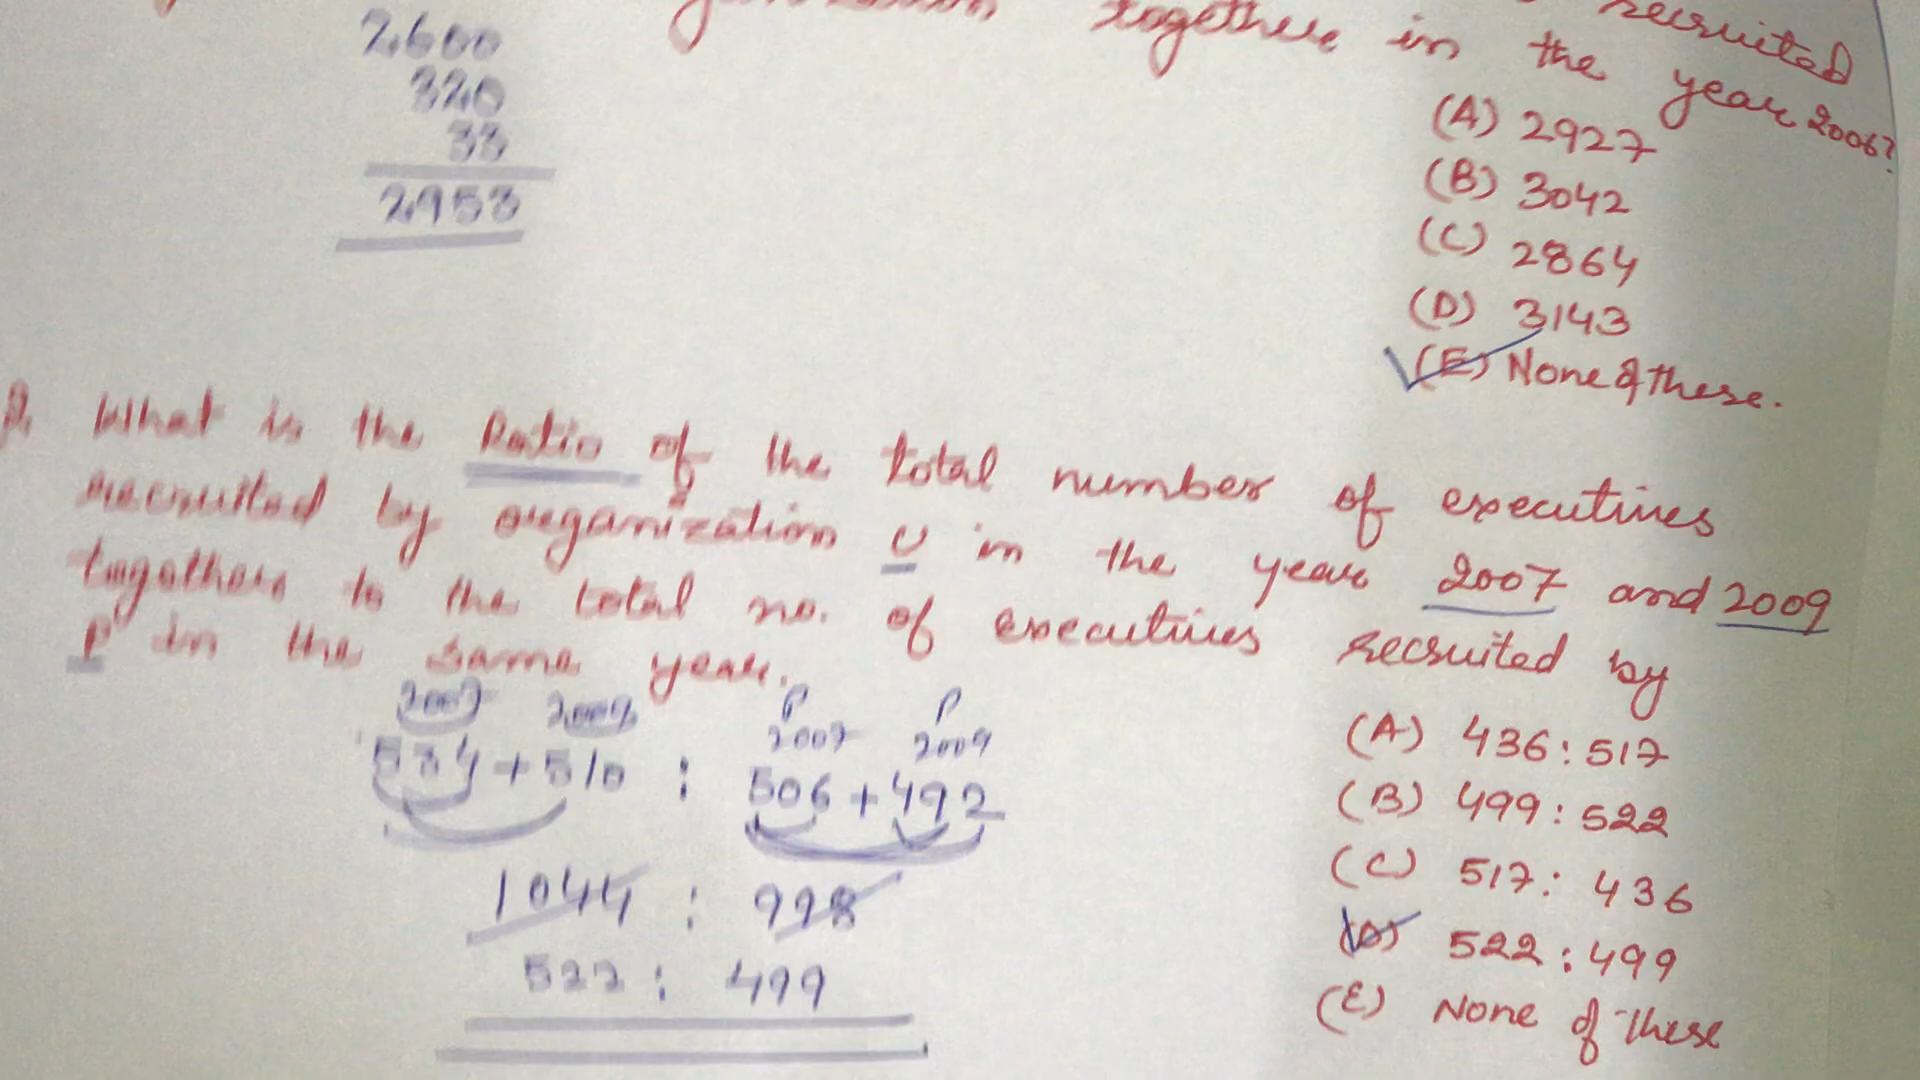 recruited
together in the year 2006?
2600
320
33
2953
(A) 2927
(B) 3042
(C) 2864
(D) 3143
(E) None of these.
What is the Ratio of the total number of executives
recruited by organization U in the year 2007 and 2009
together to the total no. of executives recruited by
P in the same year.
2007 2009 P 2007 P 2009
534 + 510 : 506 + 492
1044 : 998
522 : 499
(A) 436 : 517
(B) 499 : 522
(C) 517 : 436
(D) 522 : 499
(E) None of these